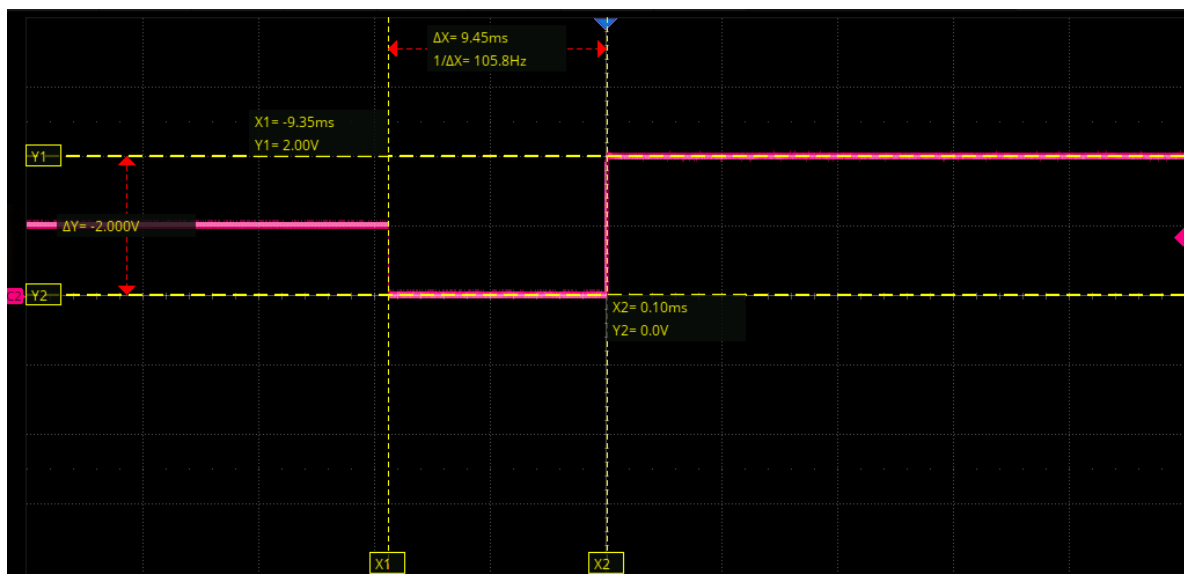 ΔX= 9.45ms
1/ΔX= 105.8Hz
X1= -9.35ms
Y1= 2.00V
Y1
ΔY= -2.000V
C2
Y2
X2= 0.10ms
Y2= 0.0V
X1
X2